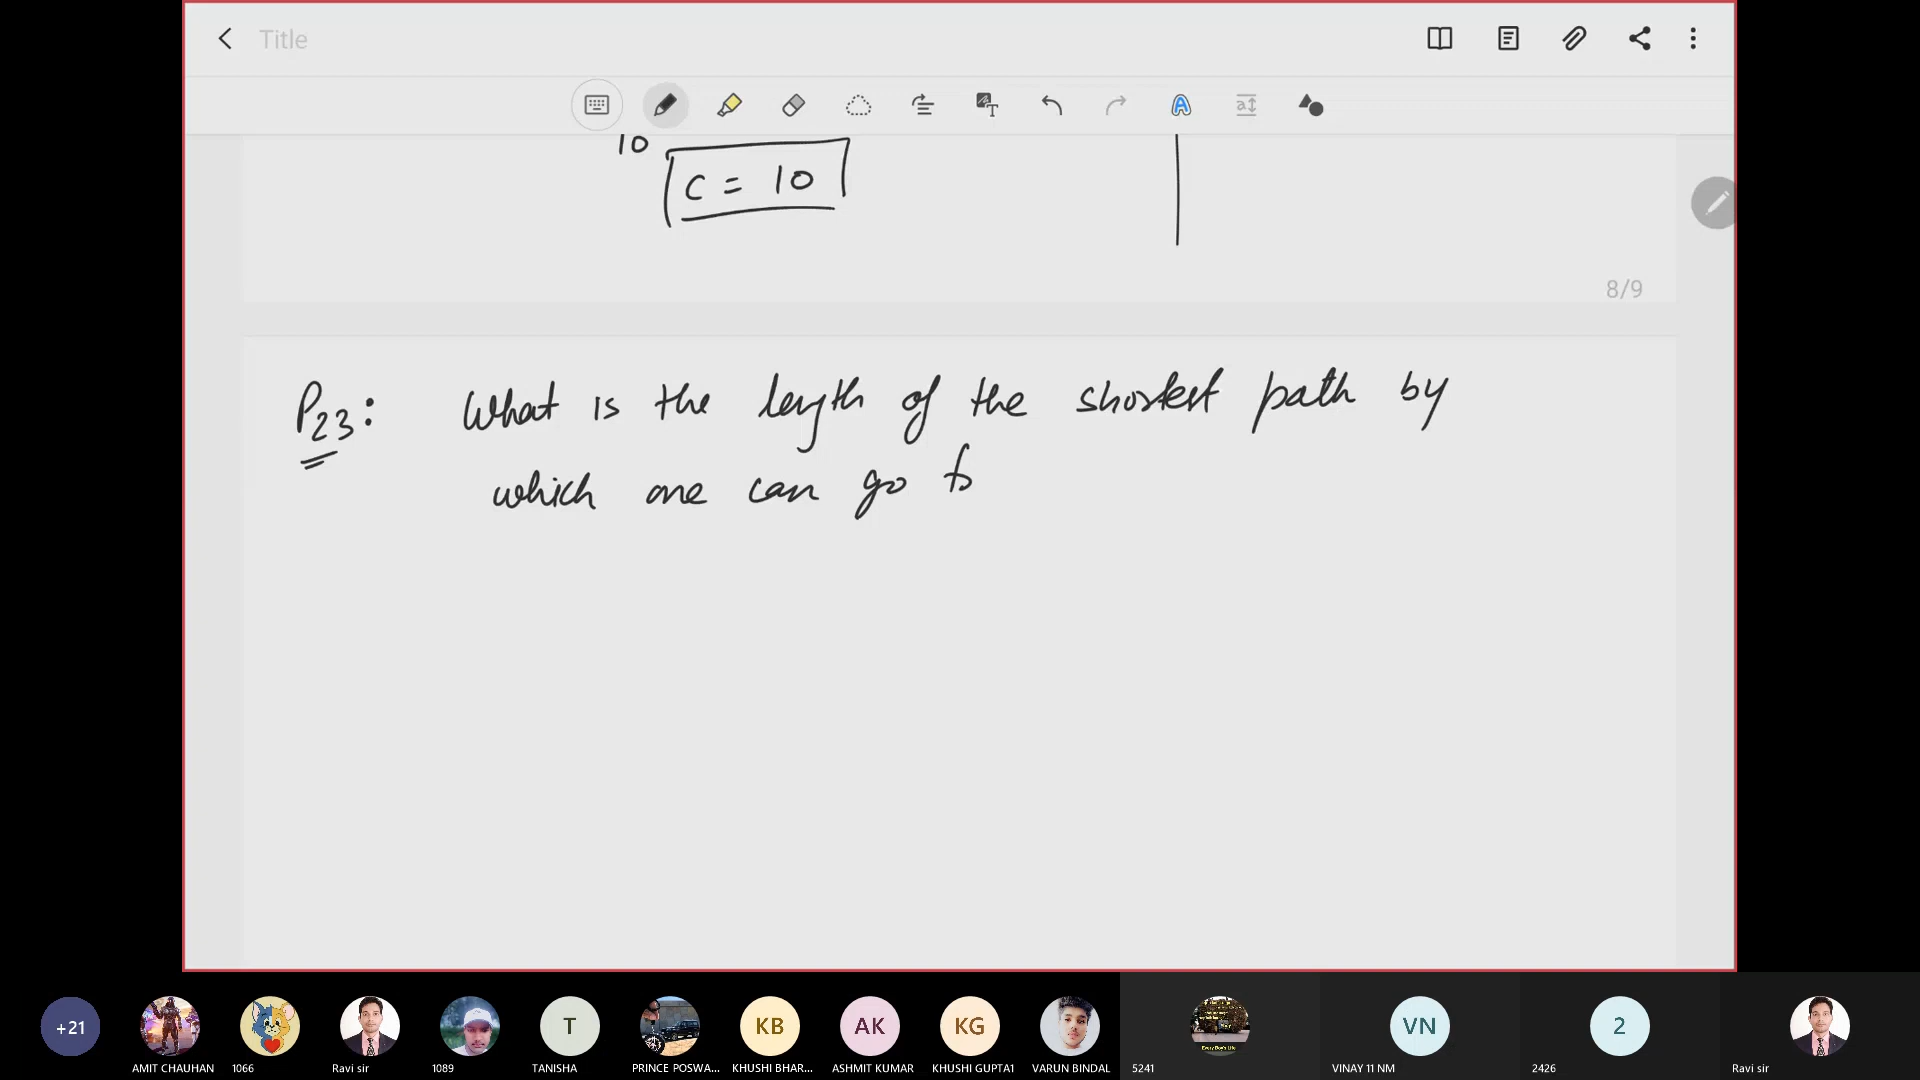 Title
10
c = 10
8/9
P23: What is the length of the shortest path by
which one can go to
+21
T
KB
AK
KG
VN
2
AMIT CHAUHAN
1066
Ravi sir
1089
TANISHA
PRINCE POSWA...
KHUSHI BHAR...
ASHMIT KUMAR
KHUSHI GUPTA1
VARUN BINDAL
5241
VINAY 11 NM
2426
Ravi sir